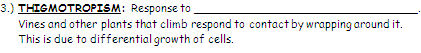 3.) THIGMOTROPISM: Response to ______________________________.
Vines and other plants that climb respond to contact by wrapping around it.
This is due to differential growth of cells.